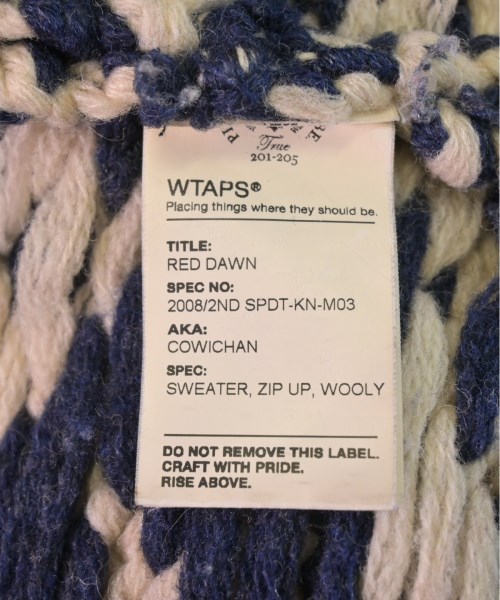 True
201-205
WTAPS®
Placing things where they should be.
TITLE:
RED DAWN
SPEC NO:
2008/2ND SPDT-KN-M03
AKA:
COWICHAN
SPEC:
SWEATER, ZIP UP, WOOLY
DO NOT REMOVE THIS LABEL.
CRAFT WITH PRIDE.
RISE ABOVE.